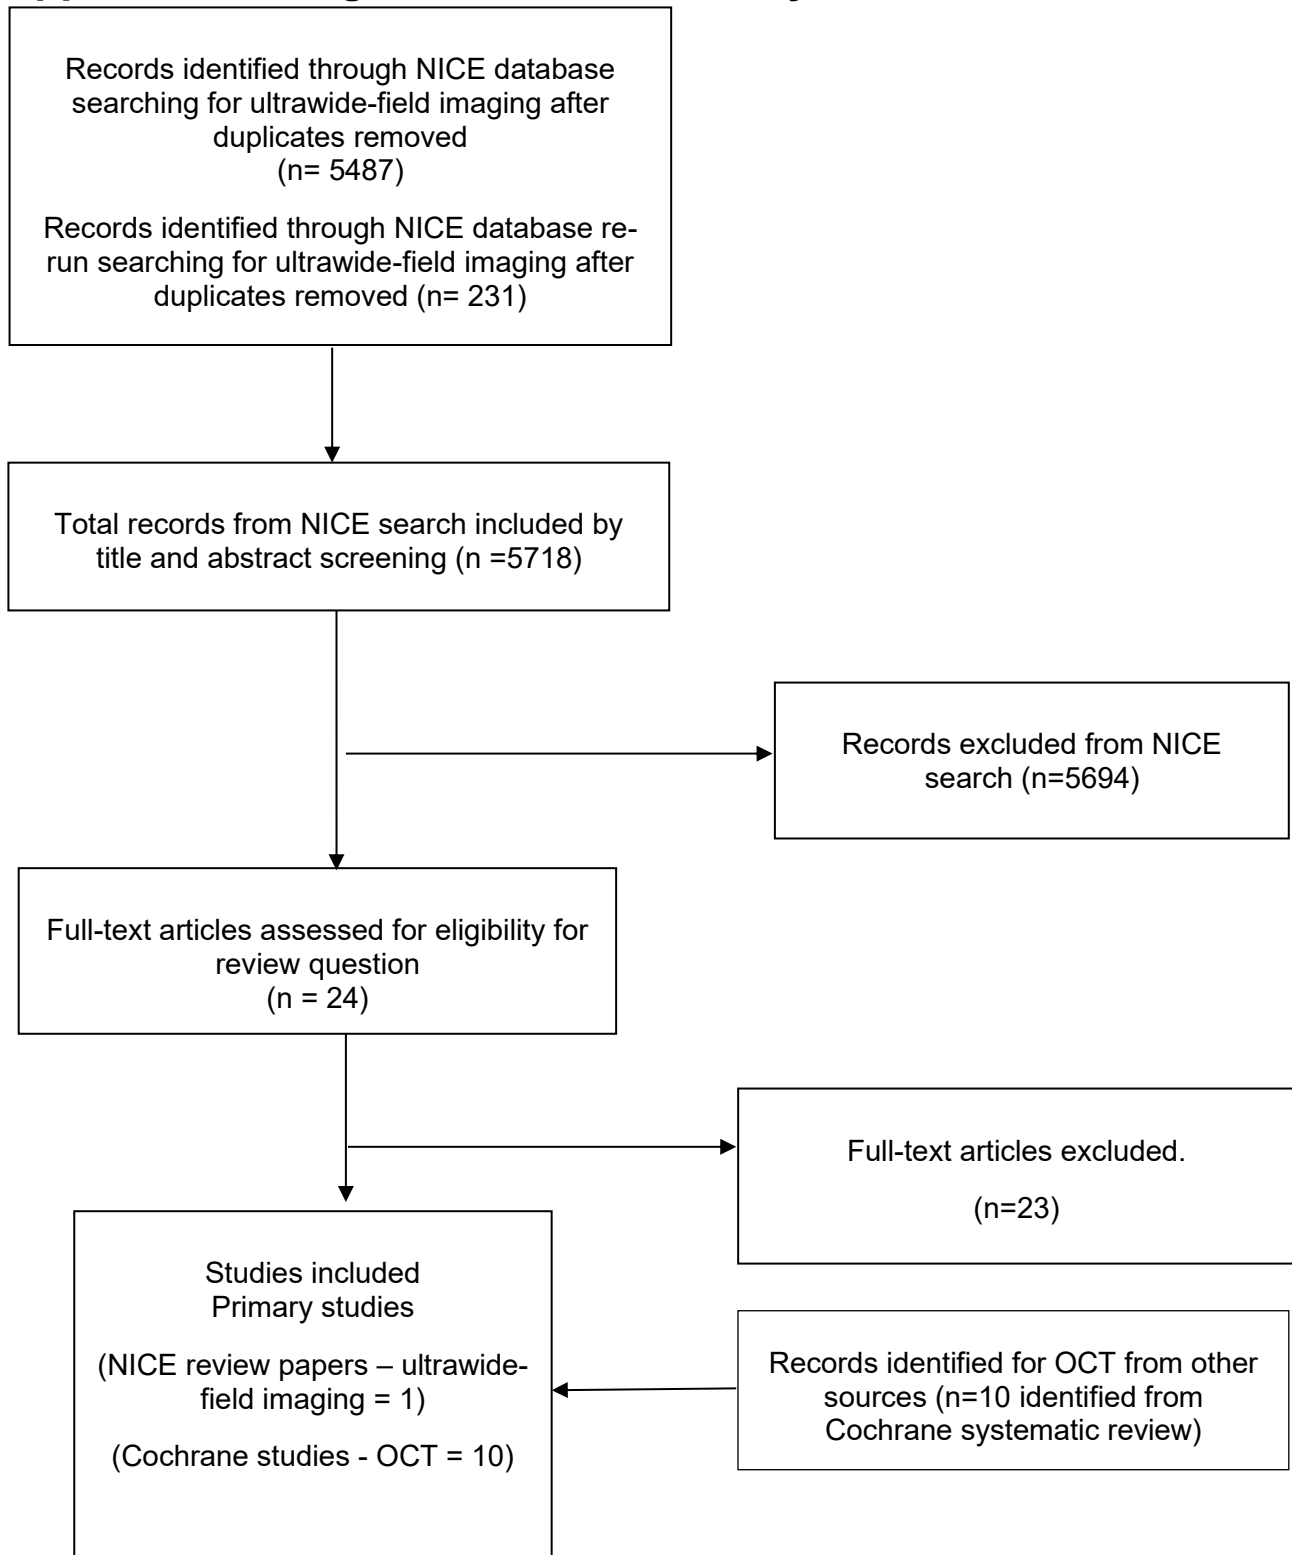 Records identified through NICE database
searching for ultrawide-field imaging after
duplicates removed
(n= 5487)
Records identified through NICE database re-
run searching for ultrawide-field imaging after
duplicates removed (n= 231)
Total records from NICE search included by
title and abstract screening (n =5718)
Records excluded from NICE
search (n=5694)
Full-text articles assessed for eligibility for
review question
(n = 24)
Full-text articles excluded.
(n=23)
Studies included
Primary studies
(NICE review papers – ultrawide-
field imaging = 1)
(Cochrane studies - OCT = 10)
Records identified for OCT from other
sources (n=10 identified from
Cochrane systematic review)